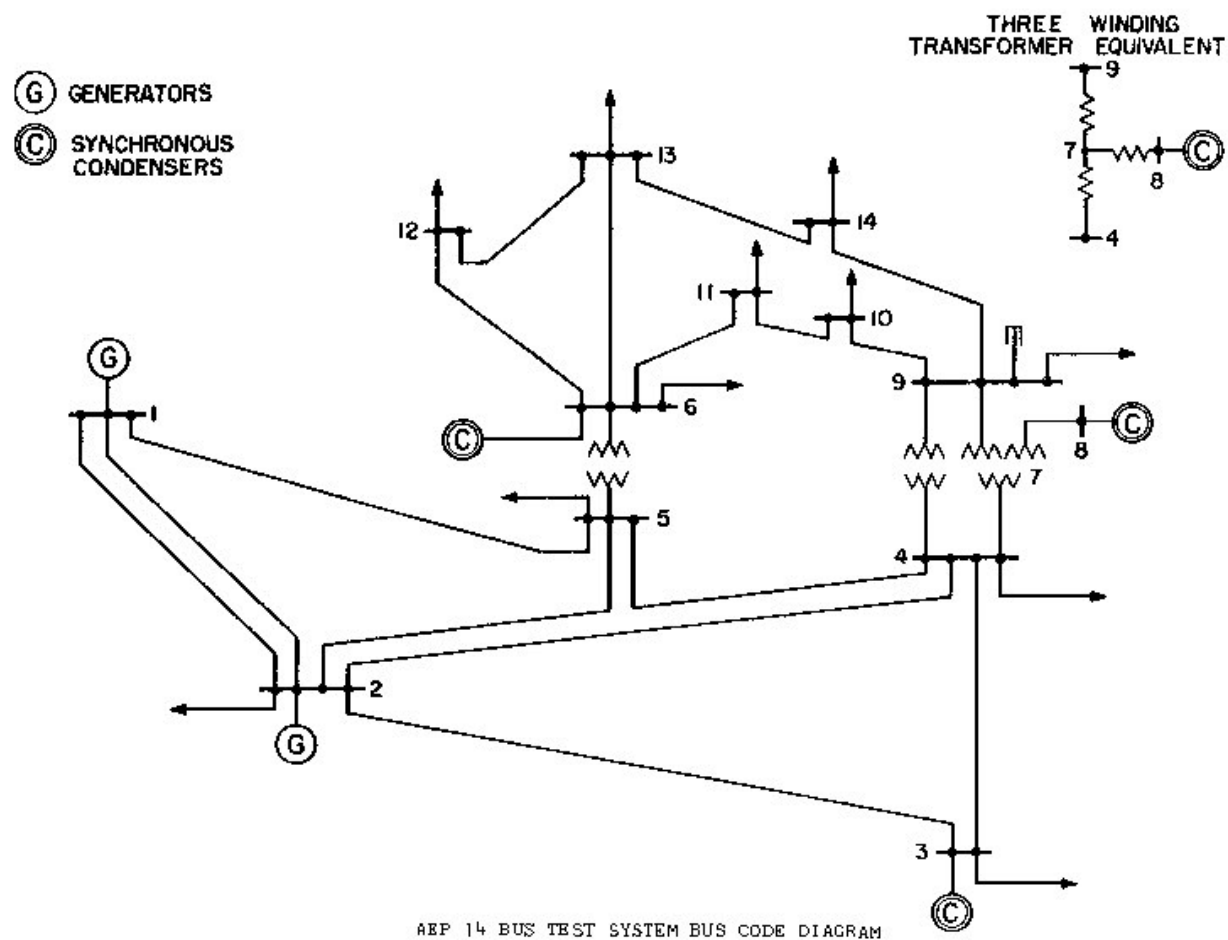 THREE WINDING
TRANSFORMER EQUIVALENT
9
7
C
8
4
G GENERATORS
C SYNCHRONOUS
CONDENSERS
13
12
14
11
10
G
1
9
6
C
8
C
7
5
4
2
G
3
C
AEP 14 BUS TEST SYSTEM BUS CODE DIAGRAM